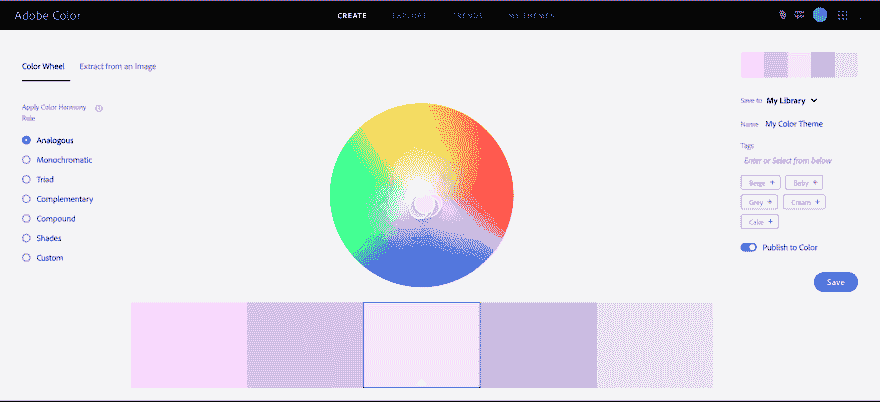 Adobe Color
CREATE EXPLORE TRENDS MY THEMES
Color Wheel Extract from an Image
Apply Color Harmony
Rule
Analogous
Monochromatic
Triad
Complementary
Compound
Shades
Custom
Save to My Library
Name My Color Theme
Tags
Enter or Select from below
Beige + Baby +
Grey + Cream +
Cake +
Publish to Color
Save